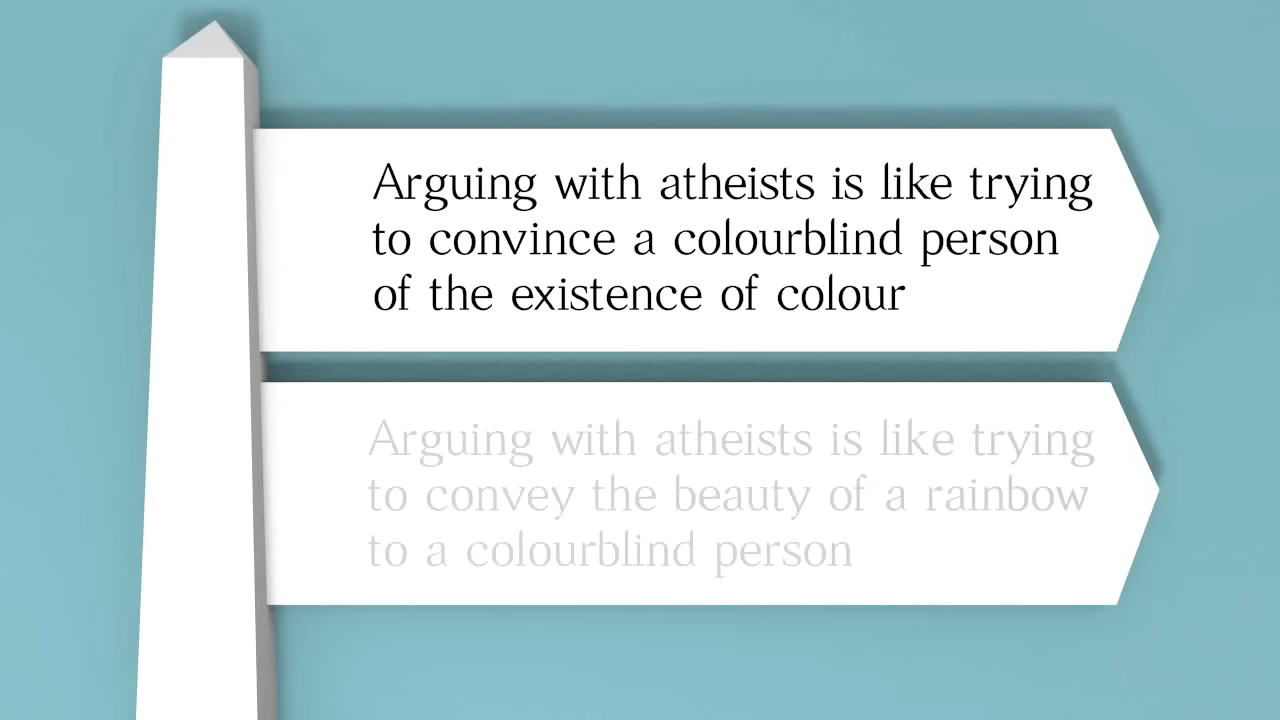 Arguing with atheists is like trying
to convince a colourblind person
of the existence of colour
Arguing with atheists is like trying
to convey the beauty of a rainbow
to a colourblind person